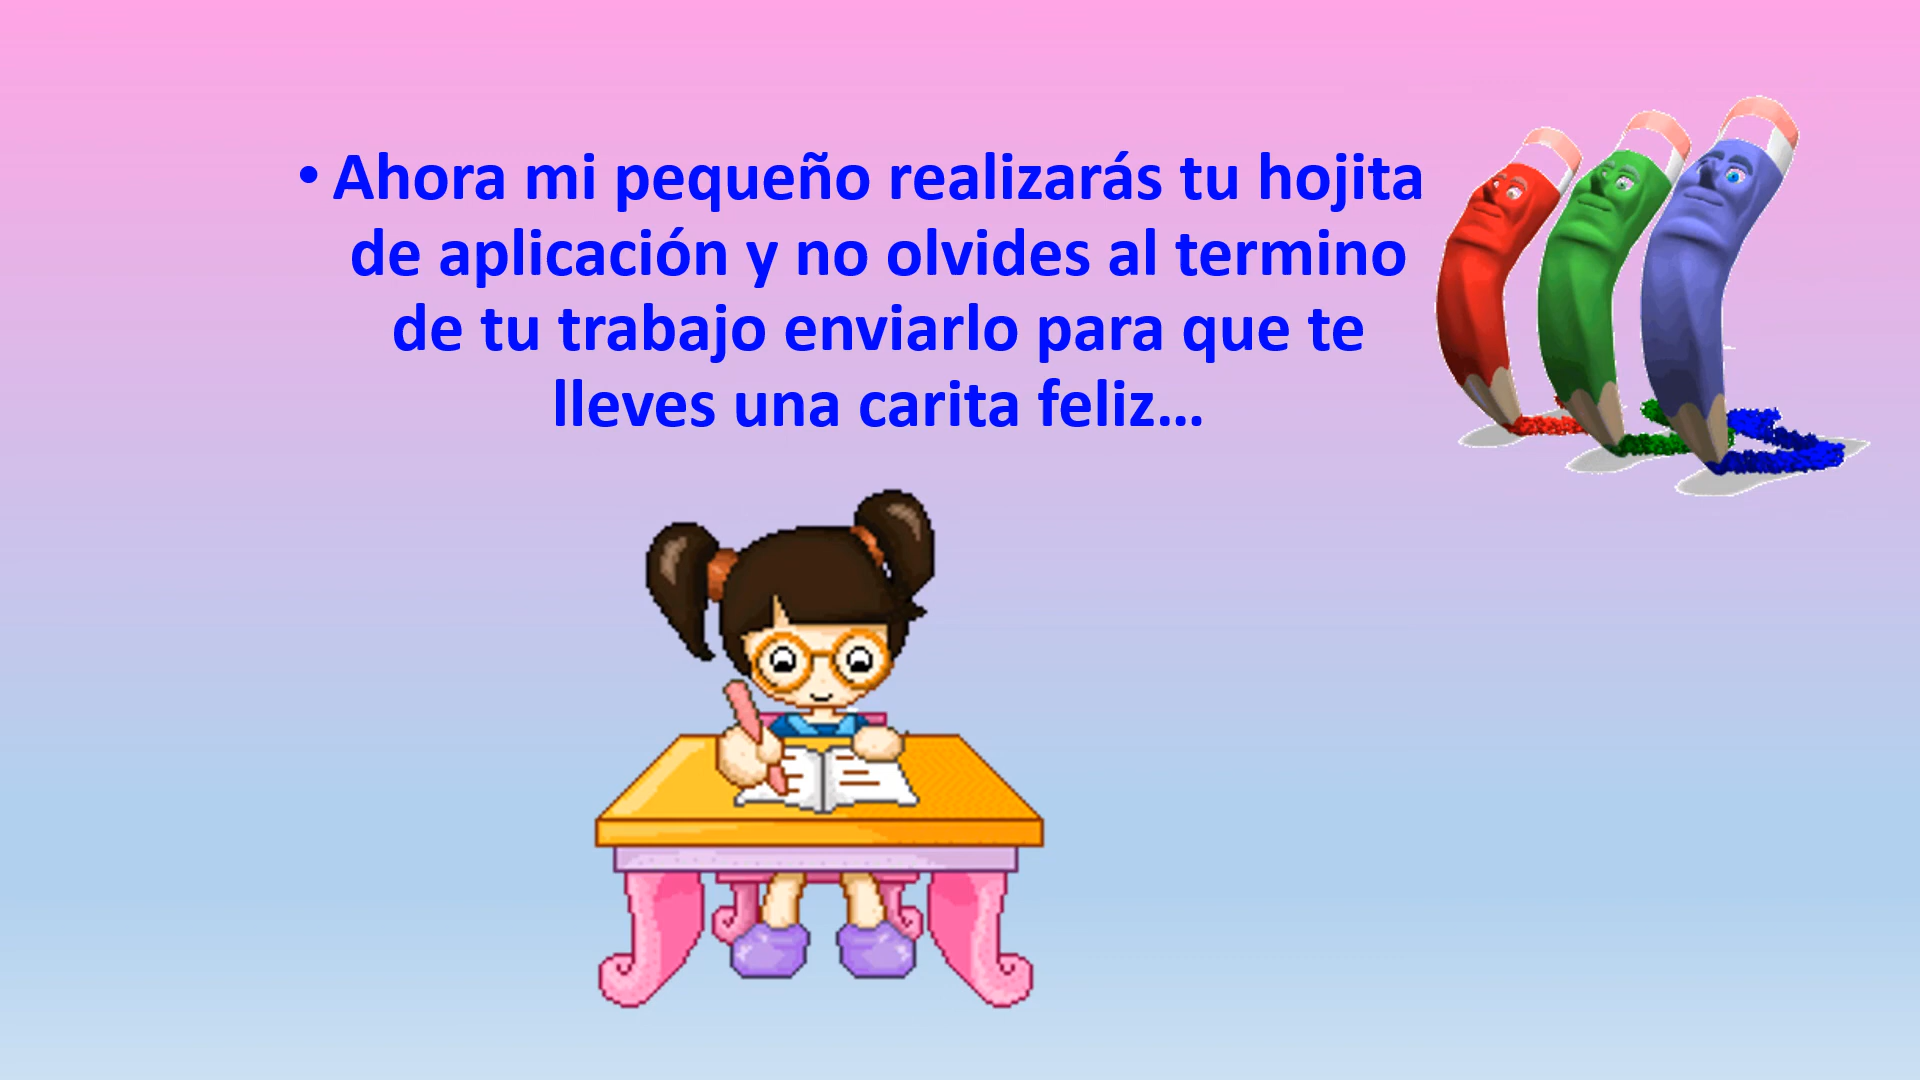 • Ahora mi pequeño realizarás tu hojita
de aplicación y no olvides al termino
de tu trabajo enviarlo para que te
lleves una carita feliz...